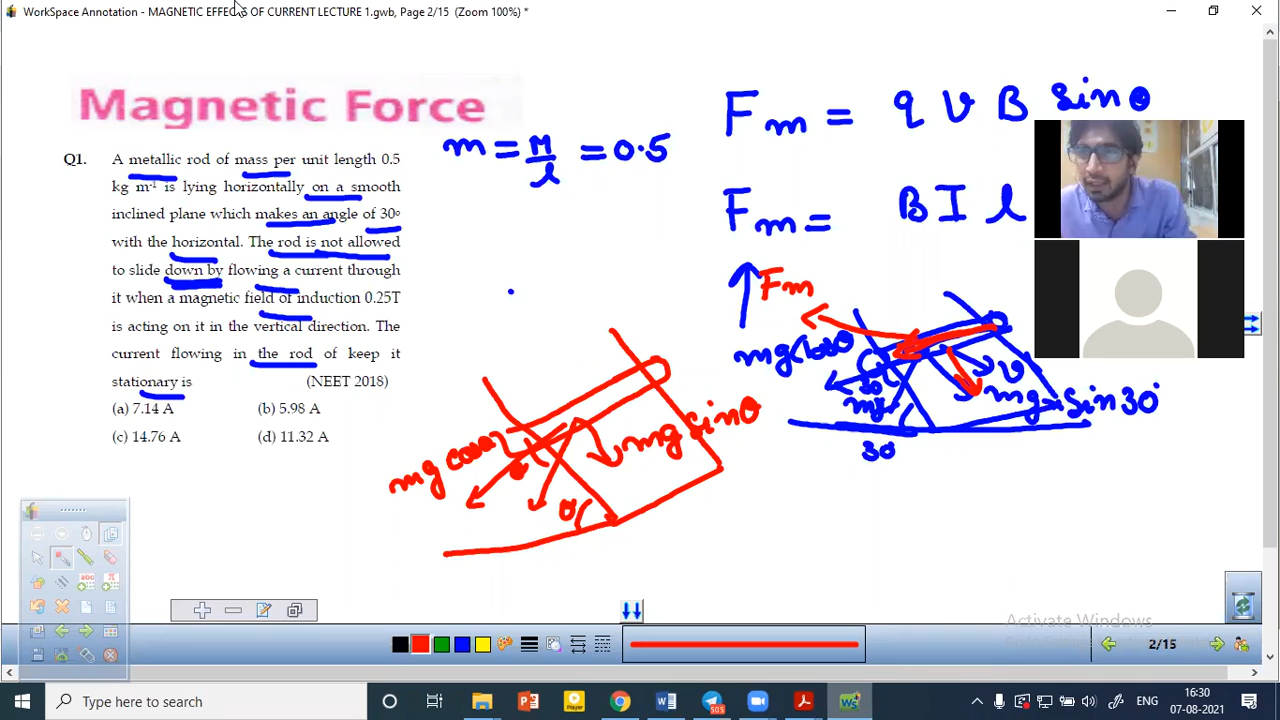 WorkSpace Annotation - MAGNETIC EFFECTS OF CURRENT LECTURE 1.gwb, Page 2/15 (Zoom 100%) *
Magnetic Force
Q1. A metallic rod of mass per unit length 0.5
kg m-1 is lying horizontally on a smooth
inclined plane which makes an angle of 30o
with the horizontal. The rod is not allowed
to slide down by flowing a current through
it when a magnetic field of induction 0.25T
is acting on it in the vertical direction. The
current flowing in the rod of keep it
stationary is (NEET 2018)
(a) 7.14 A (b) 5.98 A
(c) 14.76 A (d) 11.32 A
m = M/l = 0.5
Fm = q V B Sin θ
Fm = B I l
Fm
mg Cos θ
30
mg
v
mg Sin 30°
30
mg cos θ
mg sin θ
θ
θ
abc
π
Activate Windows
2/15
Type here to search
SOS
ENG
16:30
07-08-2021